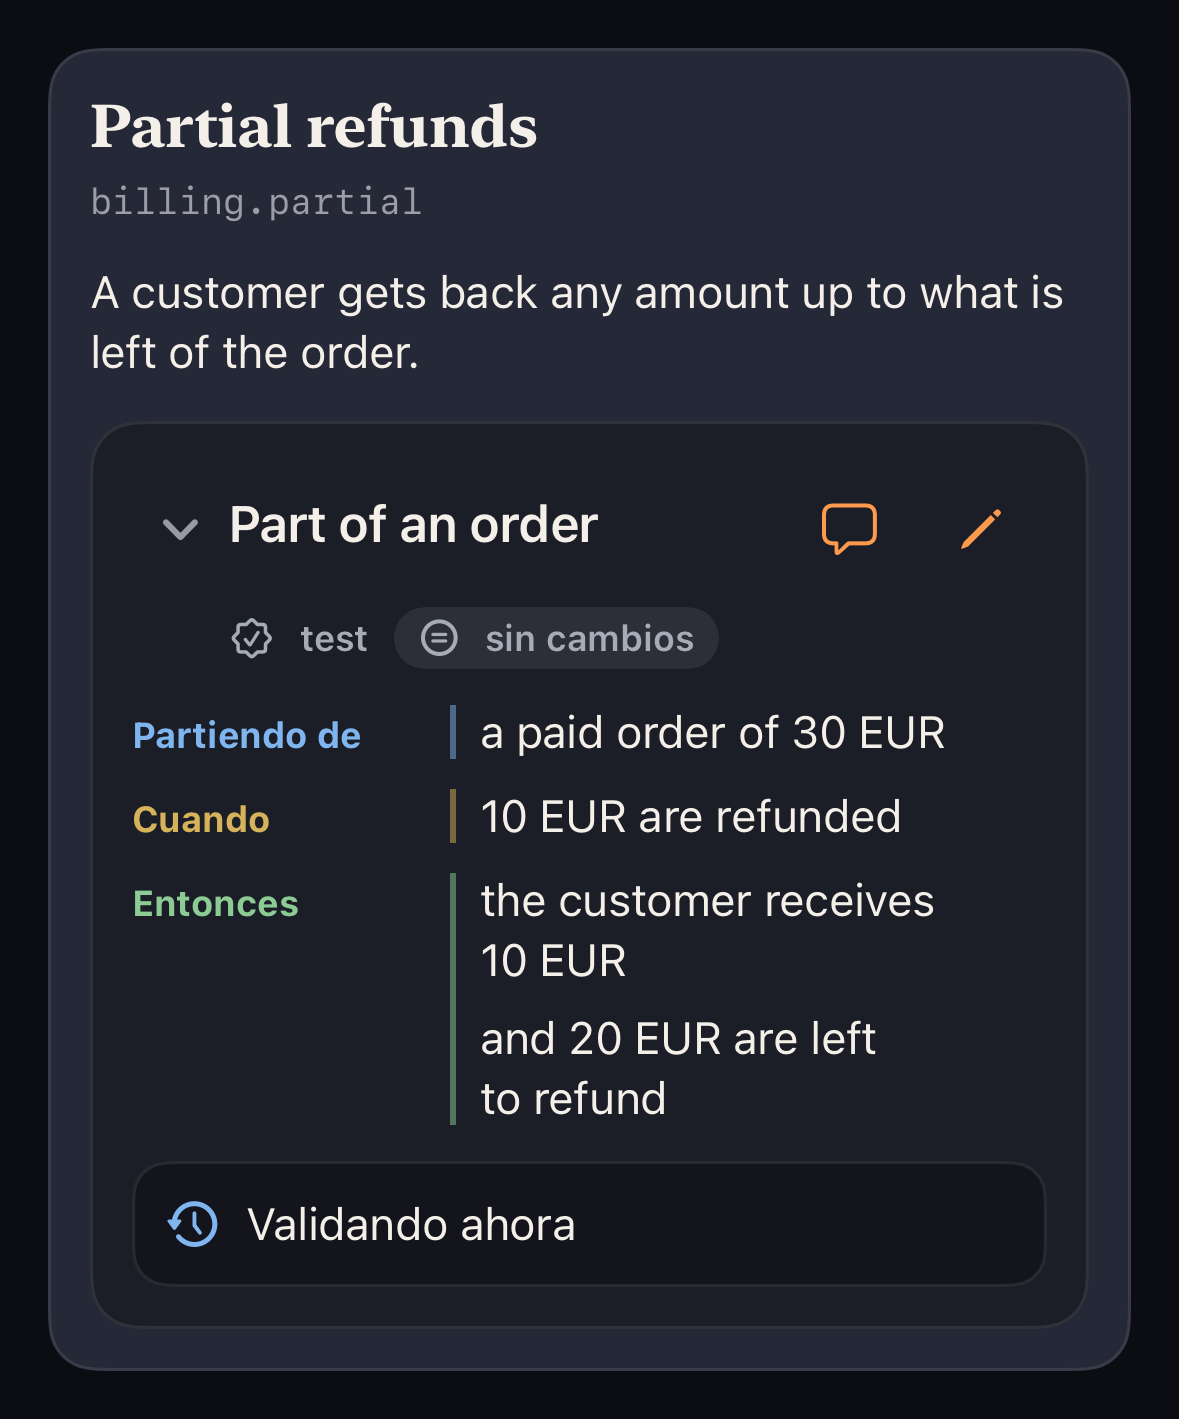 Partial refunds
billing.partial
A customer gets back any amount up to what is
left of the order.
Part of an order
test sin cambios
Partiendo de a paid order of 30 EUR
Cuando 10 EUR are refunded
Entonces the customer receives
10 EUR
and 20 EUR are left
to refund
Validando ahora